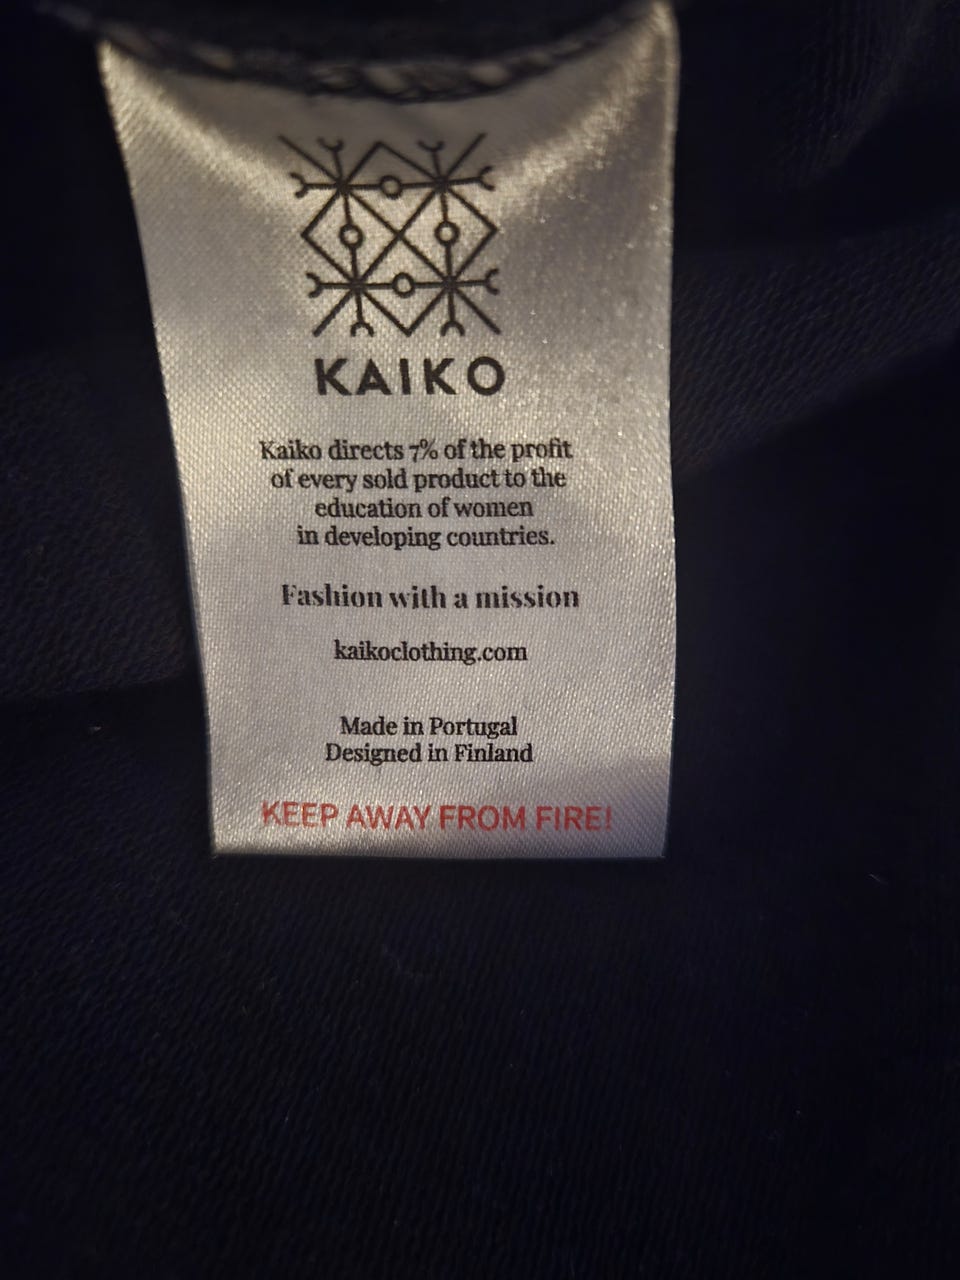 KAIKO
Kaiko directs 7% of the profit
of every sold product to the
education of women
in developing countries.
Fashion with a mission
kaikoclothing.com
Made in Portugal
Designed in Finland
KEEP AWAY FROM FIRE!